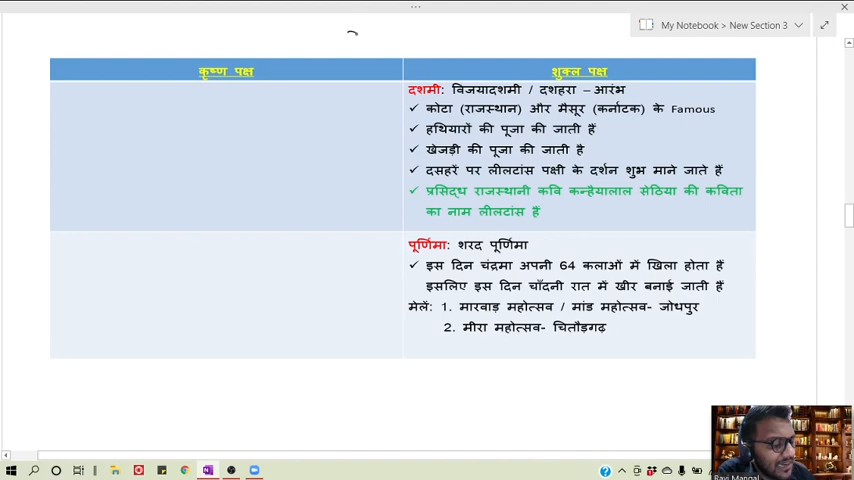 My Notebook > New Section 3
कृष्ण पक्ष
शुक्ल पक्ष
दशमी: विजयादशमी / दशहरा – आरंभ
✓ कोटा (राजस्थान) और मैसूर (कर्नाटक) के Famous
✓ हथियारों की पूजा की जाती हैं
✓ खेजड़ी की पूजा की जाती है
✓ दसहरें पर लीलटांस पक्षी के दर्शन शुभ माने जाते हैं
✓ प्रसिद्ध राजस्थानी कवि कन्हैयालाल सेठिया की कविता
का नाम लीलटांस हैं
पूर्णिमा: शरद पूर्णिमा
✓ इस दिन चंद्रमा अपनी 64 कलाओं में खिला होता हैं
इसलिए इस दिन चाँदनी रात में खीर बनाई जाती हैं
मेलें: 1. मारवाड़ महोत्सव / मांड महोत्सव- जोधपुर
2. मीरा महोत्सव- चितौड़गढ़
Ravi Mangal